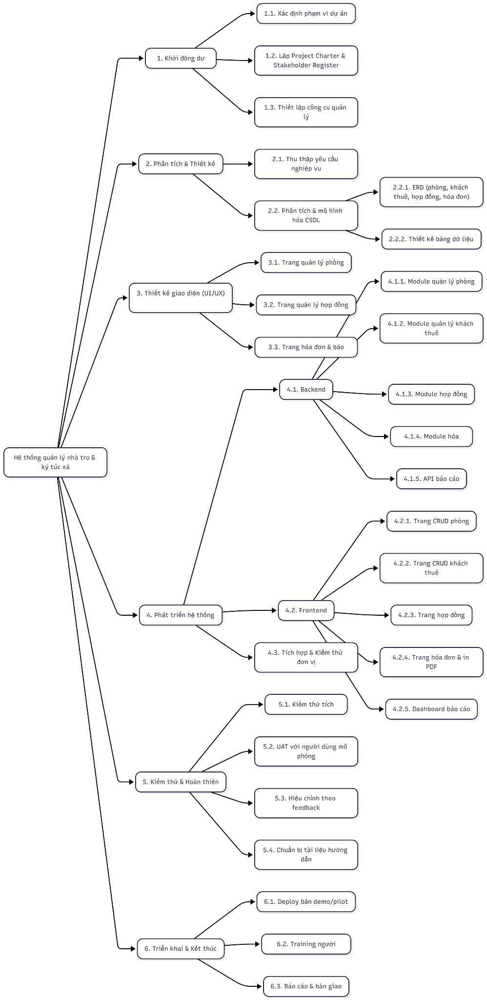 Hệ thống quản lý nhà trọ &
ký túc xá
1. Khởi động dự
1.1. Xác định phạm vi dự án
1.2. Lập Project Charter &
Stakeholder Register
1.3. Thiết lập công cụ quản
lý
2. Phân tích & Thiết kế
2.1. Thu thập yêu cầu
nghiệp vụ
2.2. Phân tích & mô hình
hóa CSDL
2.2.1. ERD (phòng, khách
thuê, hợp đồng, hóa đơn)
2.2.2. Thiết kế bảng dữ liệu
3. Thiết kế giao diện (UI/UX)
3.1. Trang quản lý phòng
3.2. Trang quản lý hợp đồng
3.3. Trang hóa đơn & báo
4. Phát triển hệ thống
4.1. Backend
4.1.1. Module quản lý phòng
4.1.2. Module quản lý khách
thuê
4.1.3. Module hợp đồng
4.1.4. Module hóa
4.1.5. API báo cáo
4.2. Frontend
4.2.1. Trang CRUD phòng
4.2.2. Trang CRUD khách
thuê
4.2.3. Trang hợp đồng
4.2.4. Trang hóa đơn & in
PDF
4.2.5. Dashboard báo cáo
4.3. Tích hợp & Kiểm thử
đơn vị
5. Kiểm thử & Hoàn thiện
5.1. Kiểm thử tích
5.2. UAT với người dùng mô
phỏng
5.3. Hiệu chỉnh theo
feedback
5.4. Chuẩn bị tài liệu hướng
dẫn
6. Triển khai & Kết thúc
6.1. Deploy bản demo/pilot
6.2. Training người
6.3. Báo cáo & bàn giao